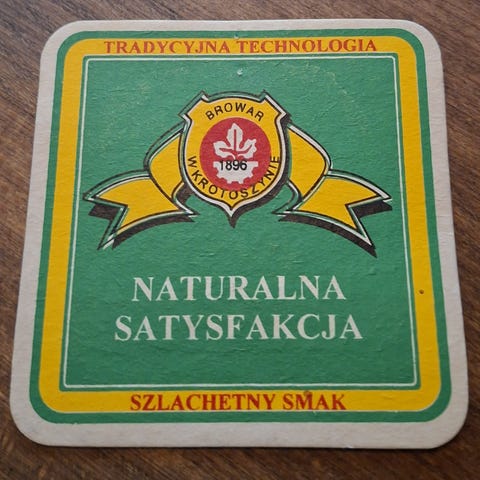 TRADYCYJNA TECHNOLOGIA
BROWAR
1896
W KROTOSZYNIE
NATURALNA
SATYSFAKCJA
SZLACHETNY SMAK